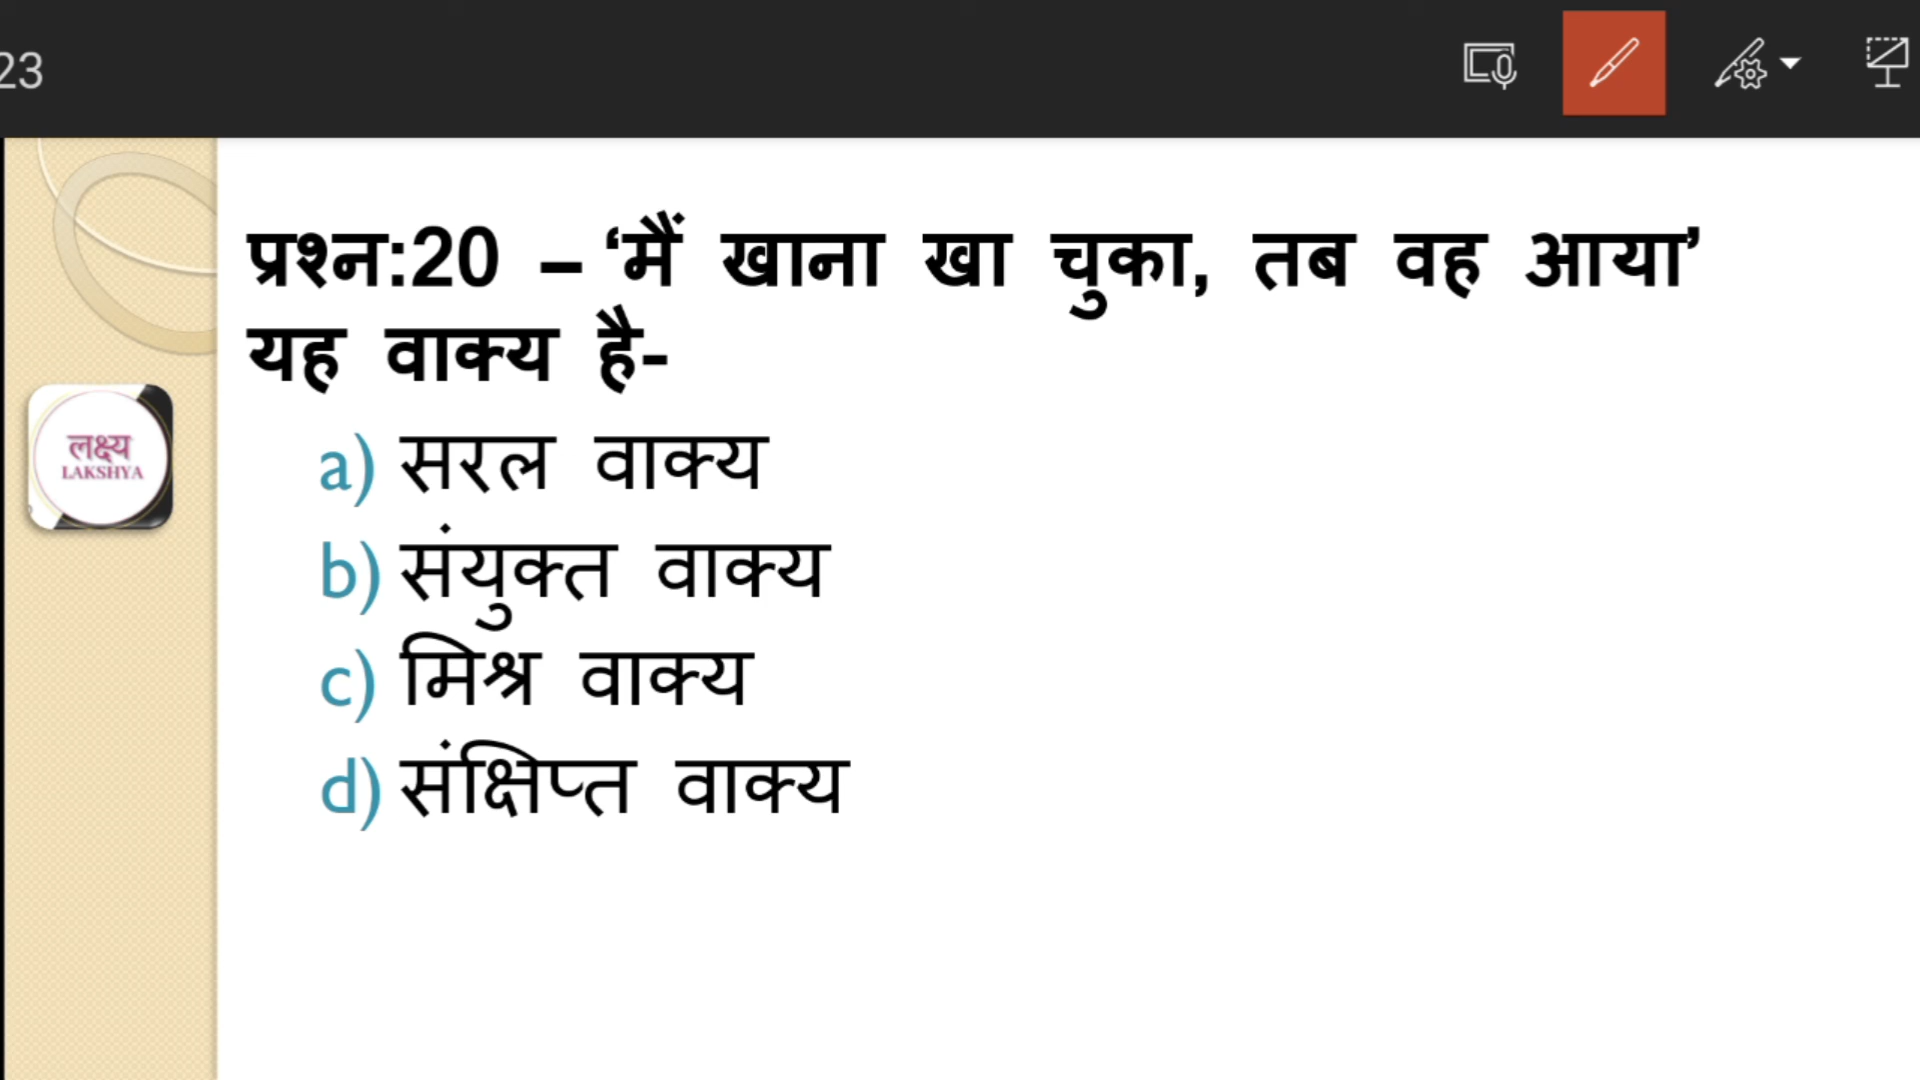 23
प्रश्न:20 – ‘मैं खाना खा चुका, तब वह आया’
यह वाक्य है-
a) सरल वाक्य
लक्ष्य
LAKSHYA
b) संयुक्त वाक्य
c) मिश्र वाक्य
d) संक्षिप्त वाक्य